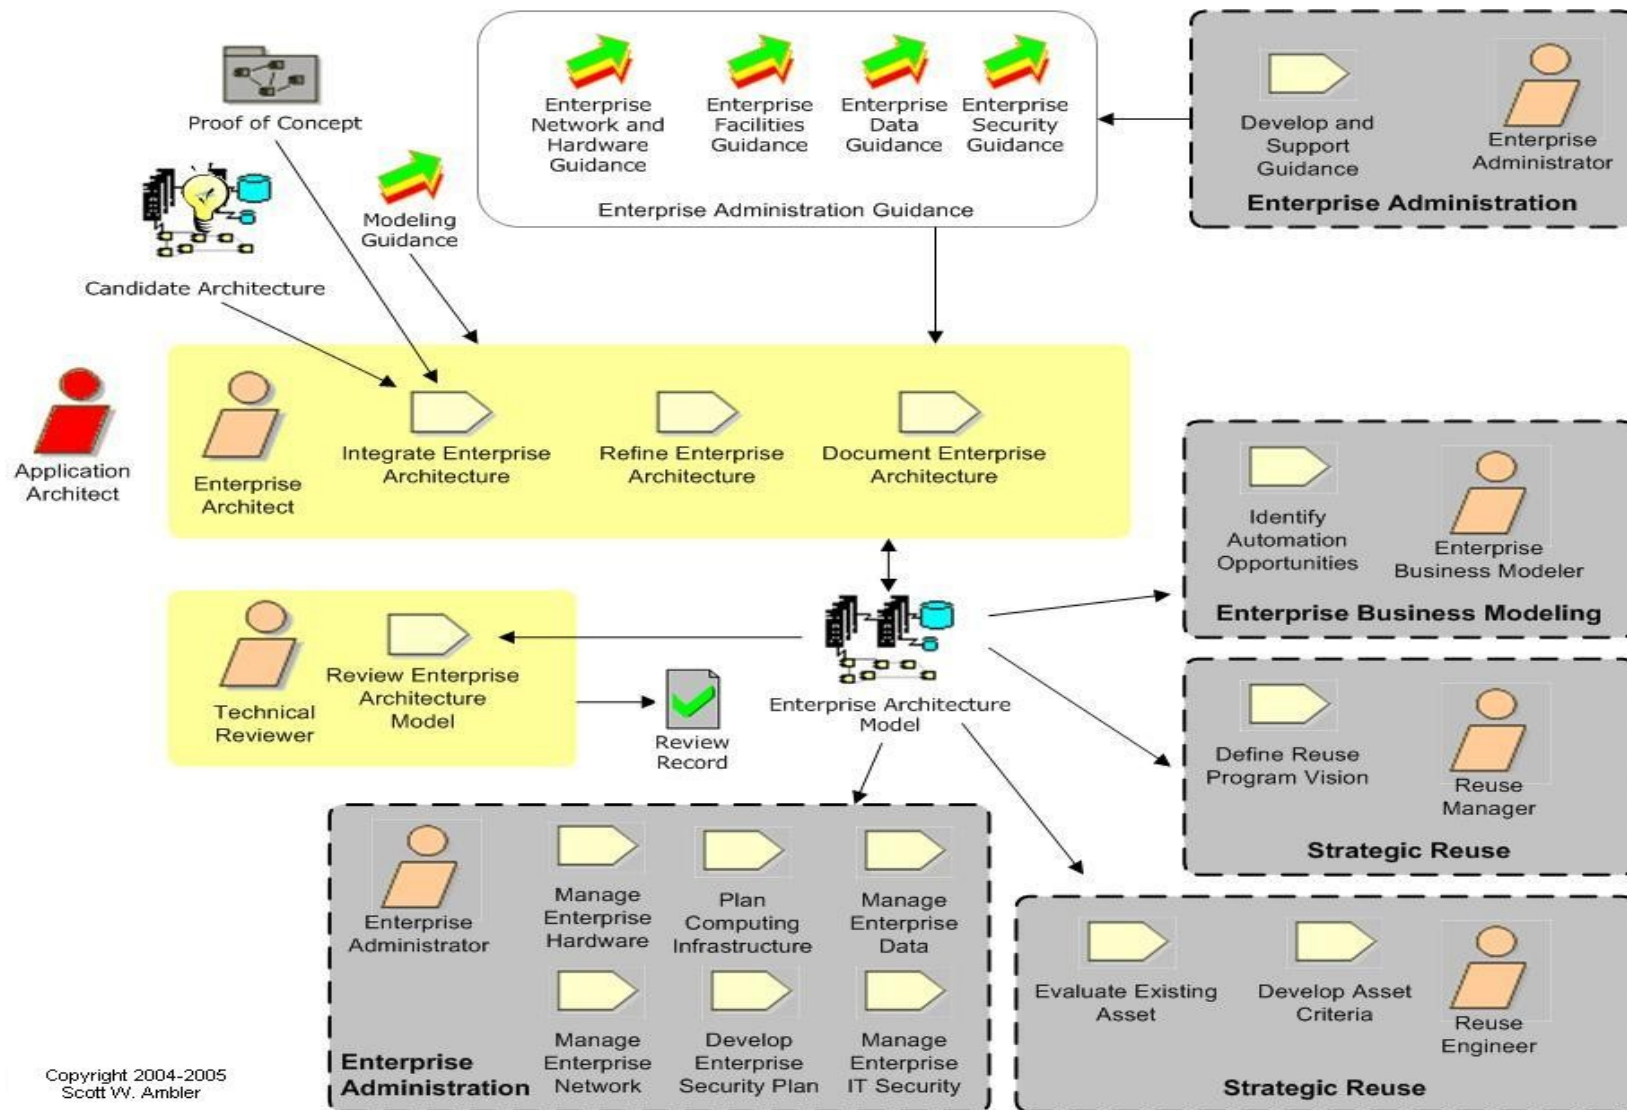 Proof of Concept
Candidate Architecture
Modeling
Guidance
Enterprise
Network and
Hardware
Guidance
Enterprise
Facilities
Guidance
Enterprise
Data
Guidance
Enterprise
Security
Guidance
Enterprise Administration Guidance
Develop and
Support
Guidance
Enterprise
Administrator
Enterprise Administration
Application
Architect
Enterprise
Architect
Integrate Enterprise
Architecture
Refine Enterprise
Architecture
Document Enterprise
Architecture
Identify
Automation
Opportunities
Enterprise
Business Modeler
Enterprise Business Modeling
Technical
Reviewer
Review Enterprise
Architecture
Model
Review
Record
Enterprise Architecture
Model
Define Reuse
Program Vision
Reuse
Manager
Strategic Reuse
Enterprise
Administrator
Manage
Enterprise
Hardware
Plan
Computing
Infrastructure
Manage
Enterprise
Data
Manage
Enterprise
Network
Develop
Enterprise
Security Plan
Manage
Enterprise
IT Security
Enterprise
Administration
Evaluate Existing
Asset
Develop Asset
Criteria
Reuse
Engineer
Strategic Reuse
Copyright 2004-2005
Scott W. Ambler